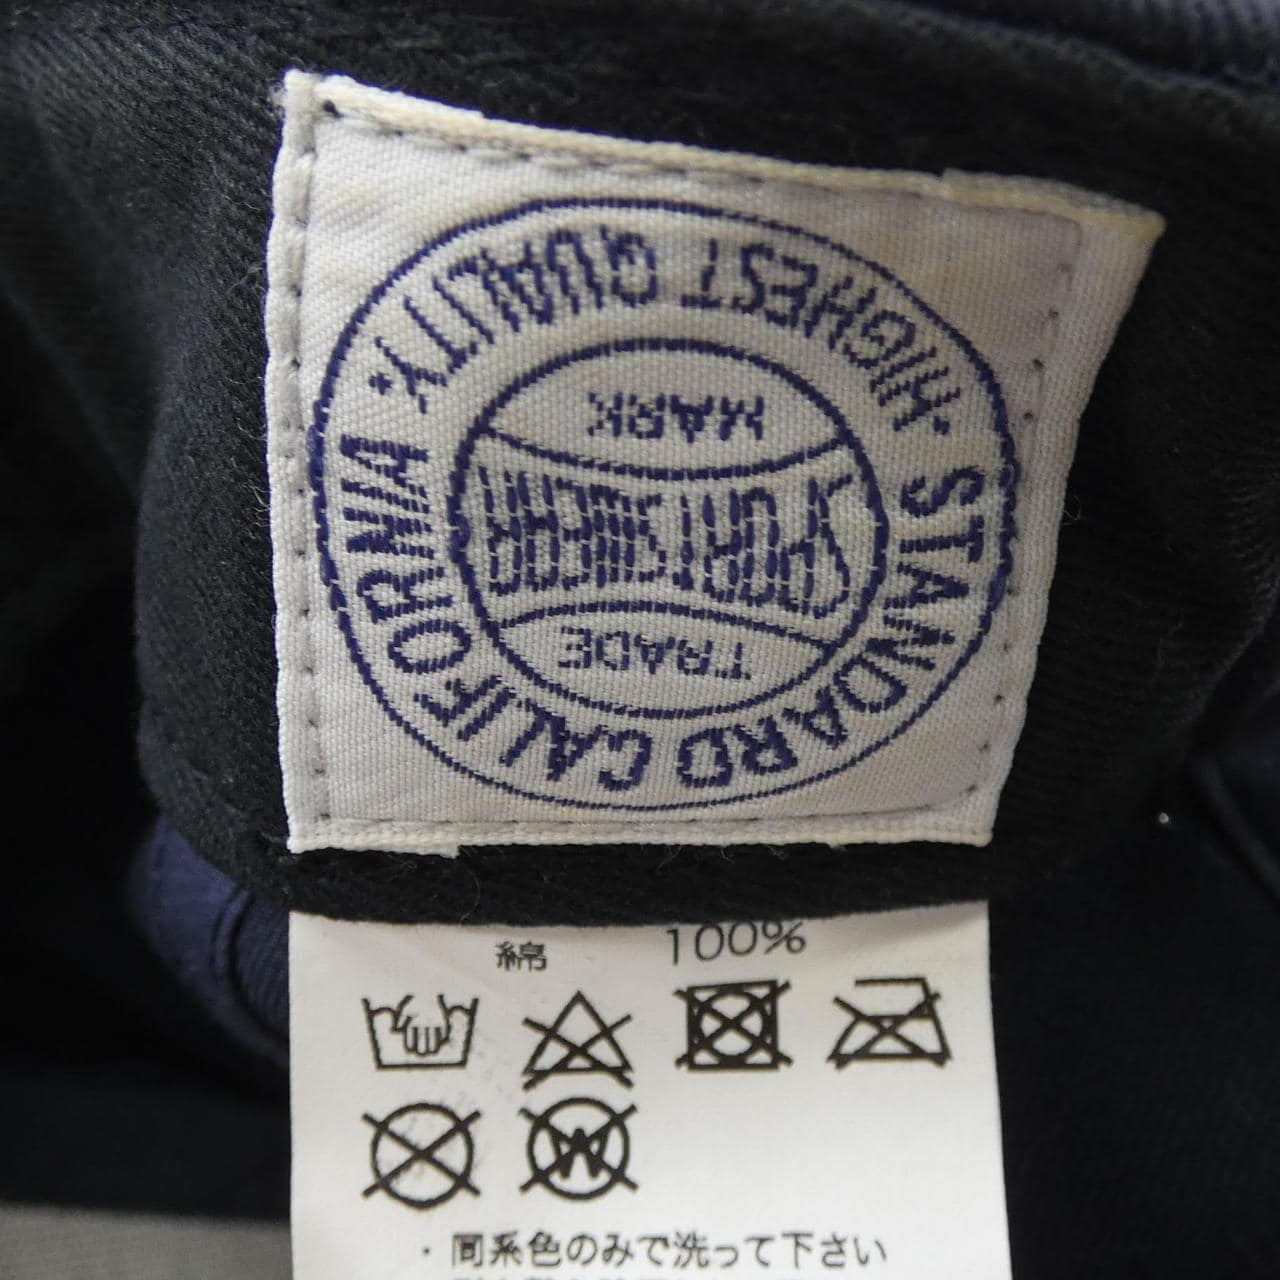 STANDARD CALIFORNIA
・HIGHEST QUALITY・
TRADE
SPORTSWEAR
MARK
綿 100%
W
・同系色のみで洗って下さい